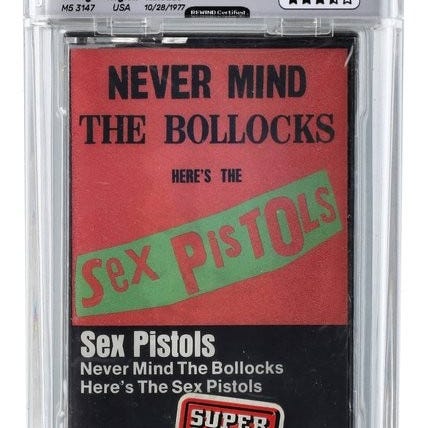 M5 3147 USA 10/28/1977
REWIND Certified
NEVER MIND
THE BOLLOCKS
HERE'S THE
Sex PisTOLs
Sex Pistols
Never Mind The Bollocks
Here's The Sex Pistols
SUPER